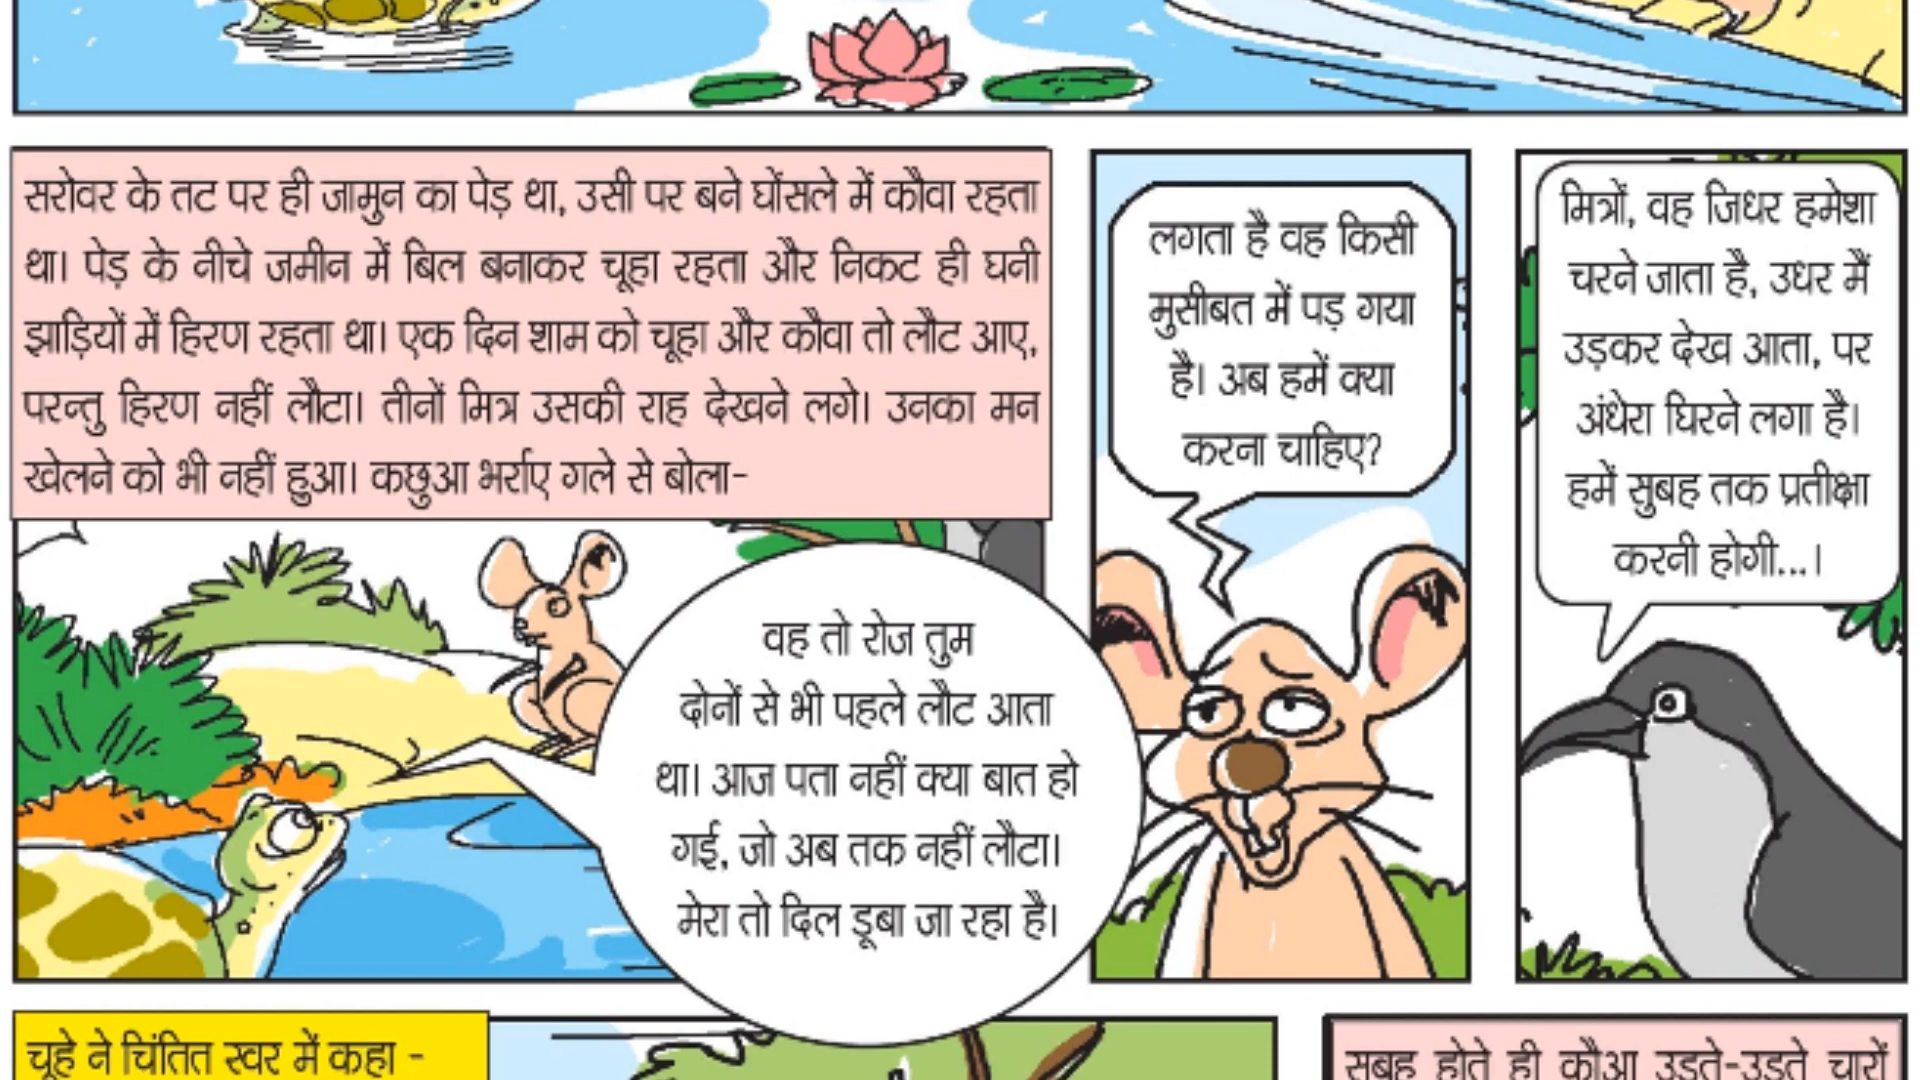 सरोवर के तट पर ही जामुन का पेड़ था, उसी पर बने घोंसले में कौवा रहता
था। पेड़ के नीचे जमीन में बिल बनाकर चूहा रहता और निकट ही घनी
झाड़ियों में हिरण रहता था। एक दिन शाम को चूहा और कौवा तो लौट आए,
परन्तु हिरण नहीं लौटा। तीनों मित्र उसकी राह देखने लगे। उनका मन
खेलने को भी नहीं हुआ। कछुआ भर्राए गले से बोला-
वह तो रोज तुम
दोनों से भी पहले लौट आता
था। आज पता नहीं क्या बात हो
गई, जो अब तक नहीं लौटा।
मेरा तो दिल डूबा जा रहा है।
लगता है वह किसी
मुसीबत में पड़ गया
है। अब हमें क्या
करना चाहिए?
मित्रों, वह जिधर हमेशा
चरने जाता है, उधर मैं
उड़कर देख आता, पर
अंधेरा घिरने लगा है।
हमें सुबह तक प्रतीक्षा
करनी होगी...।
चूहे ने चिंतित स्वर में कहा -
सुबह होते ही कौआ उड़ते-उड़ते चारों